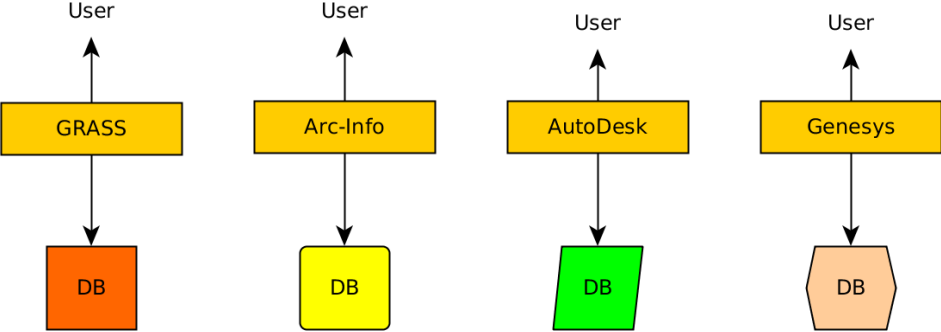 User
User
User
User
GRASS
Arc-Info
AutoDesk
Genesys
DB
DB
DB
DB